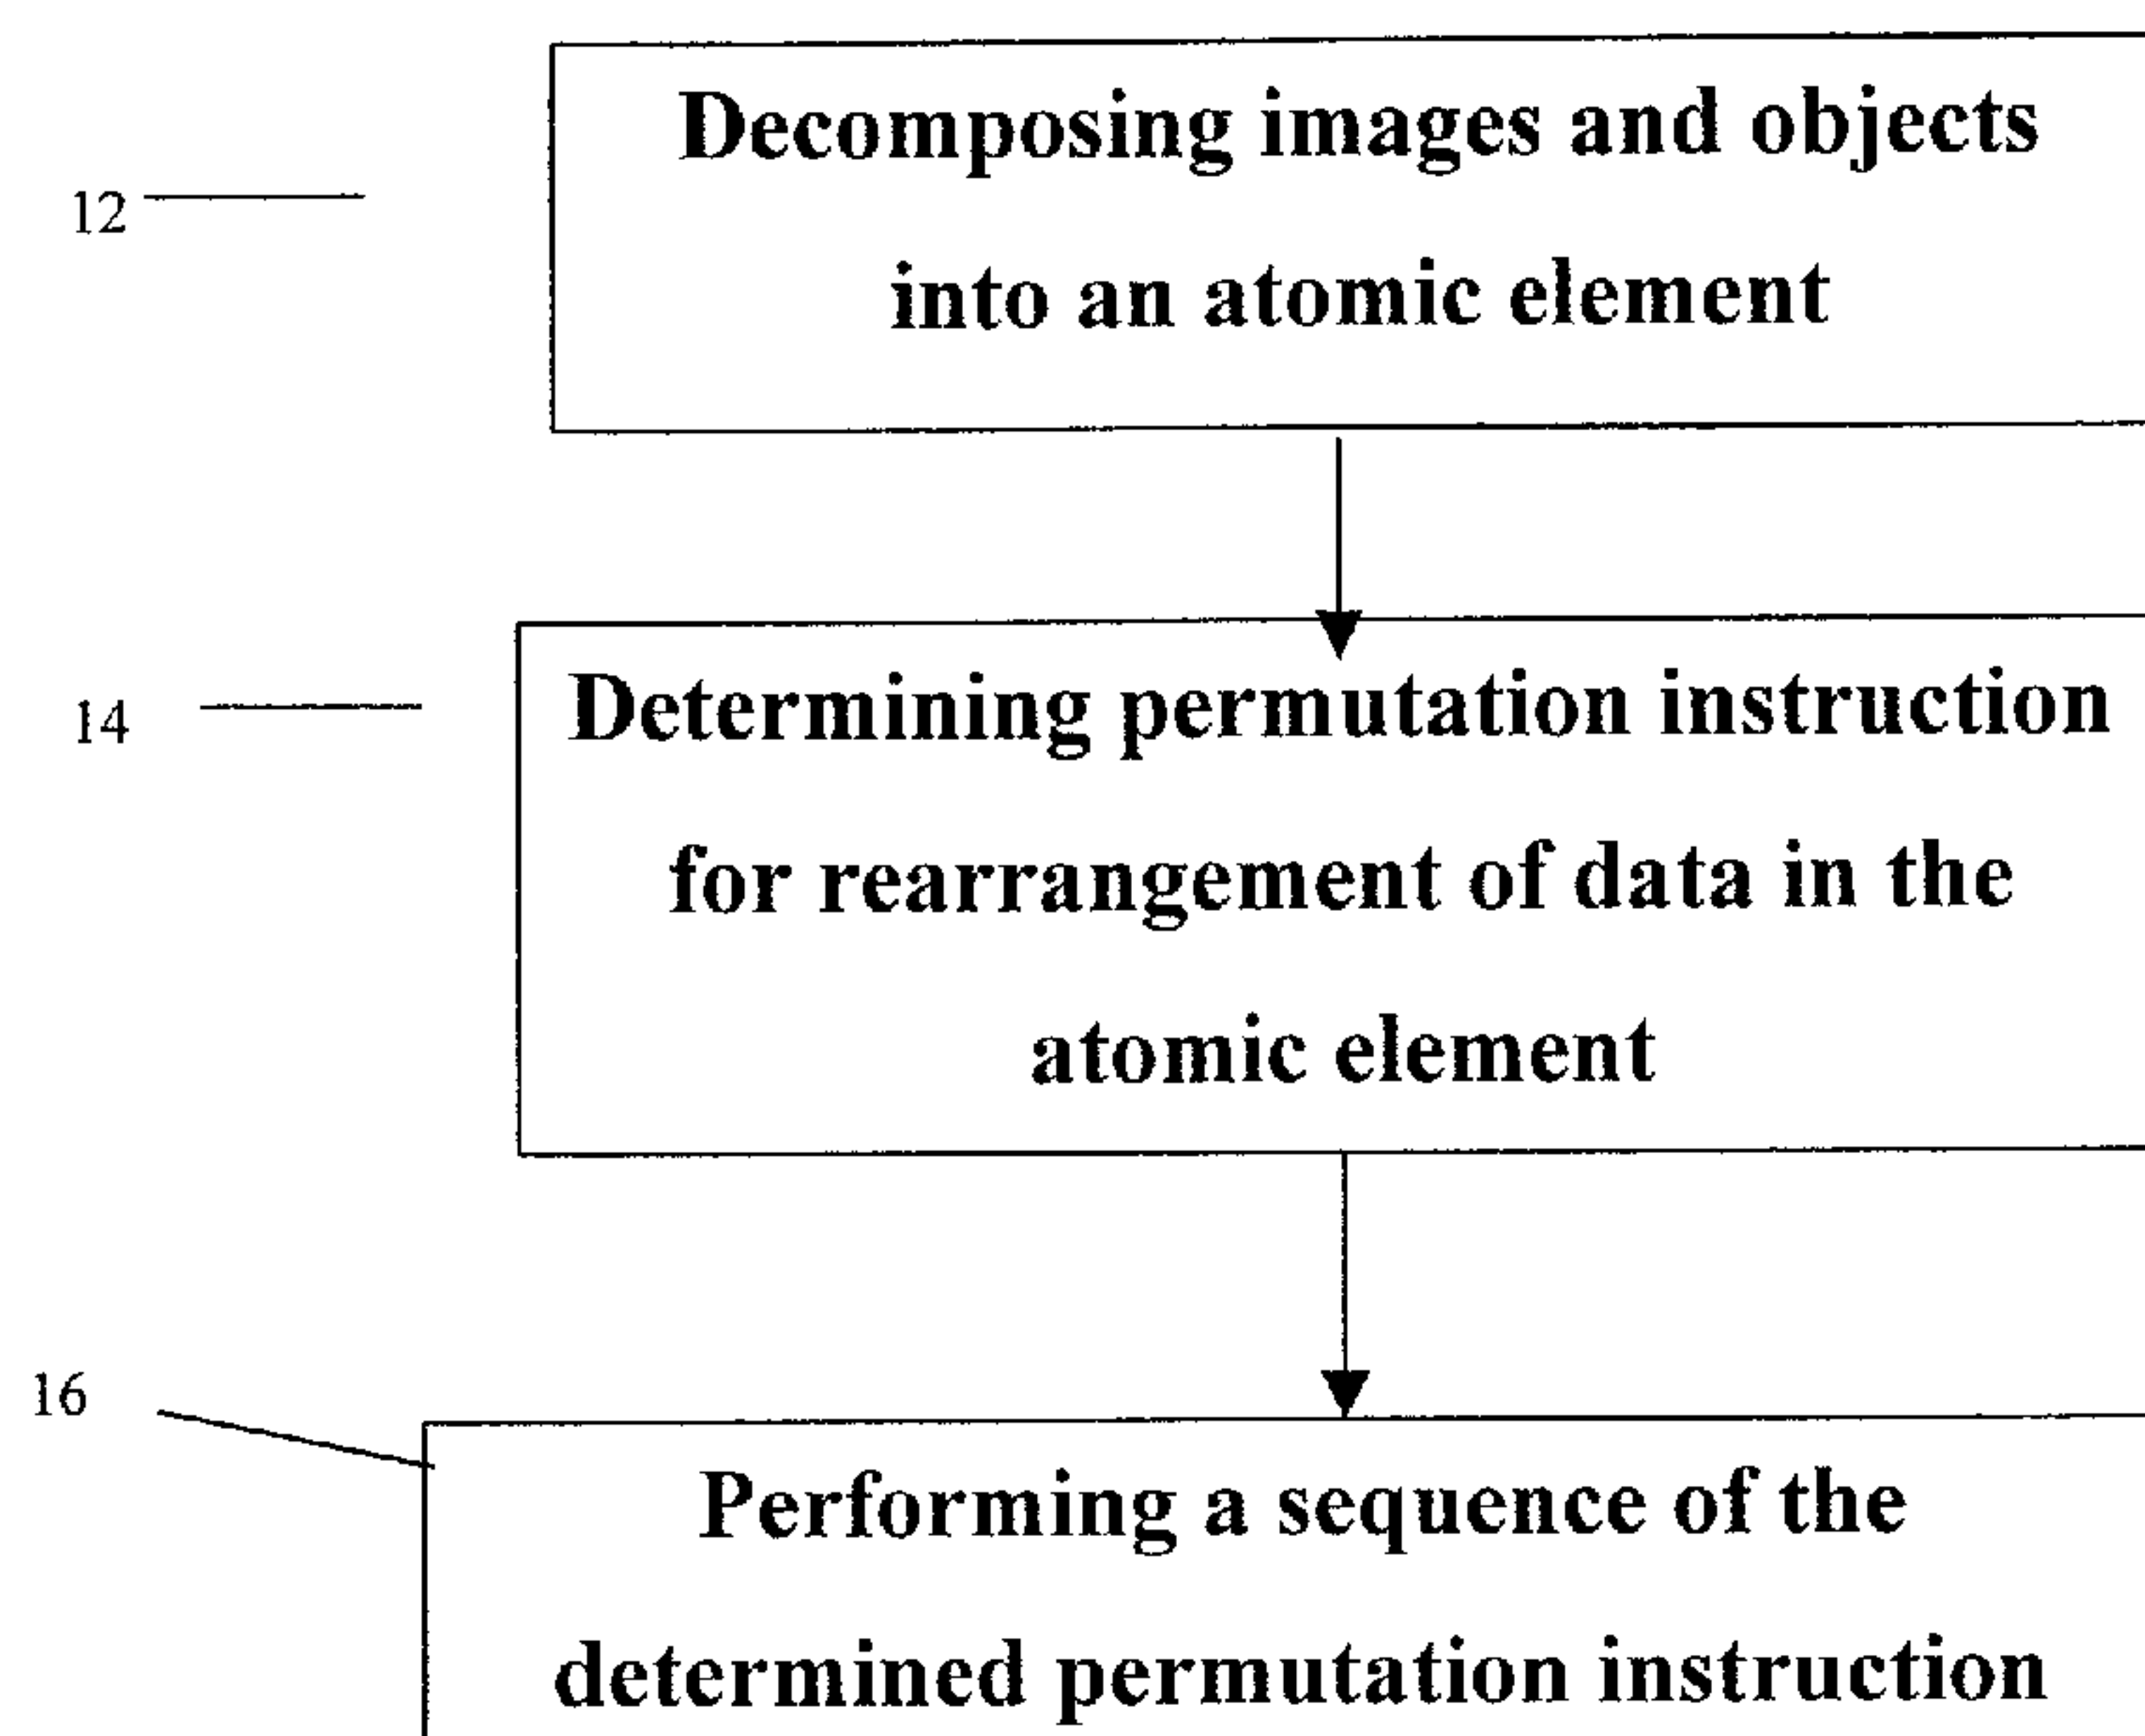 Decomposing images and objects
12
into an atomic element
Determining permutation instruction
14
for rearrangement of data in the
atomic element
16
Performing a sequence of the
determined permutation instruction